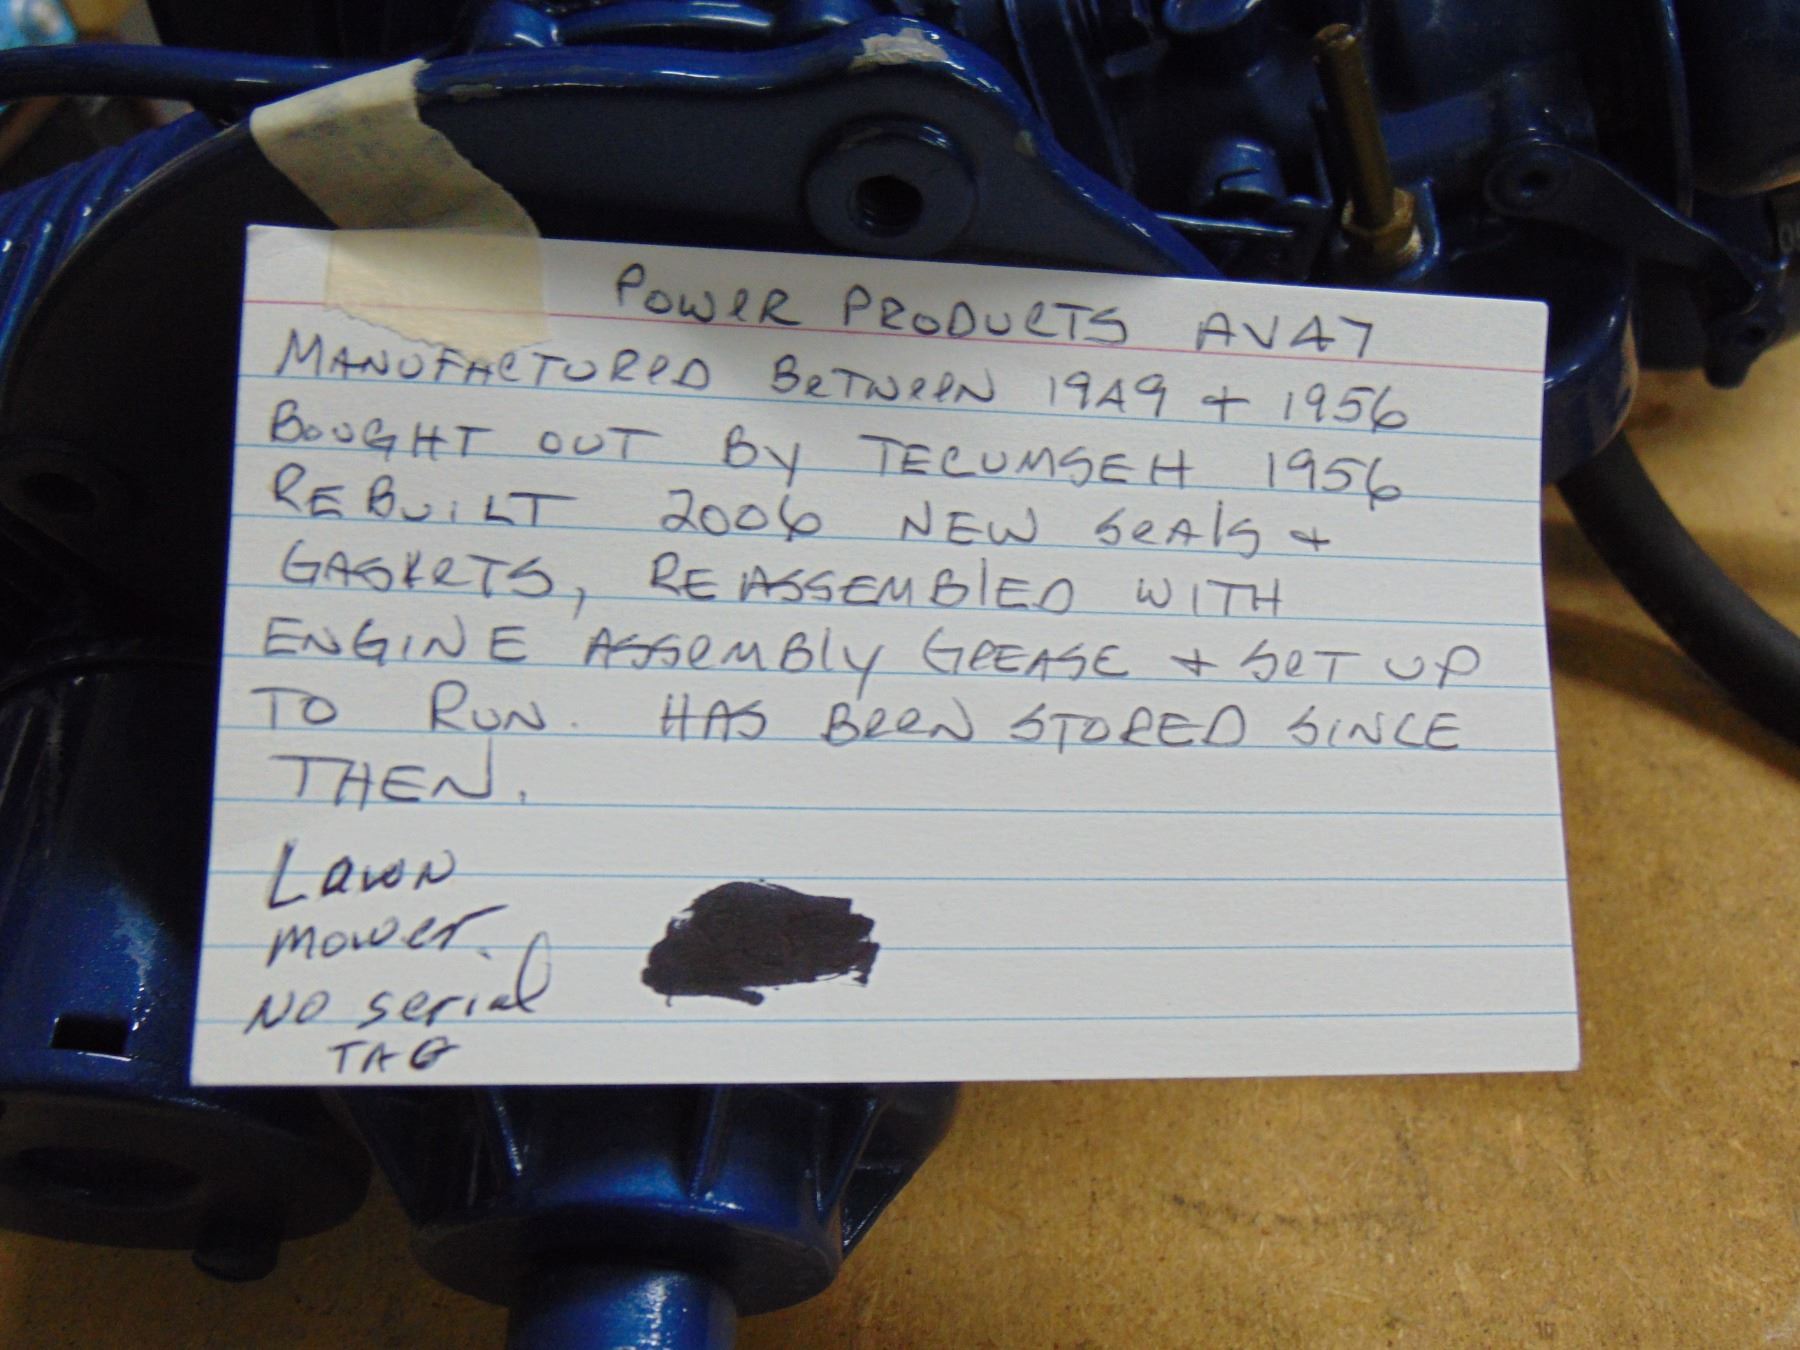 POWER PRODUCTS AV47
MANUFACTURED BETWEEN 1949 + 1956
BOUGHT OUT By TECUMSEH 1956
REBUILT 2006 NEW SEAlS +
GASKETS, REASSEMBlED WITH
ENGINE ASSEMBly GREASE + SET UP
TO RUN. HAS BEEN STORED SINCE
THEN.
Lawn
mower.
NO serial
TAG